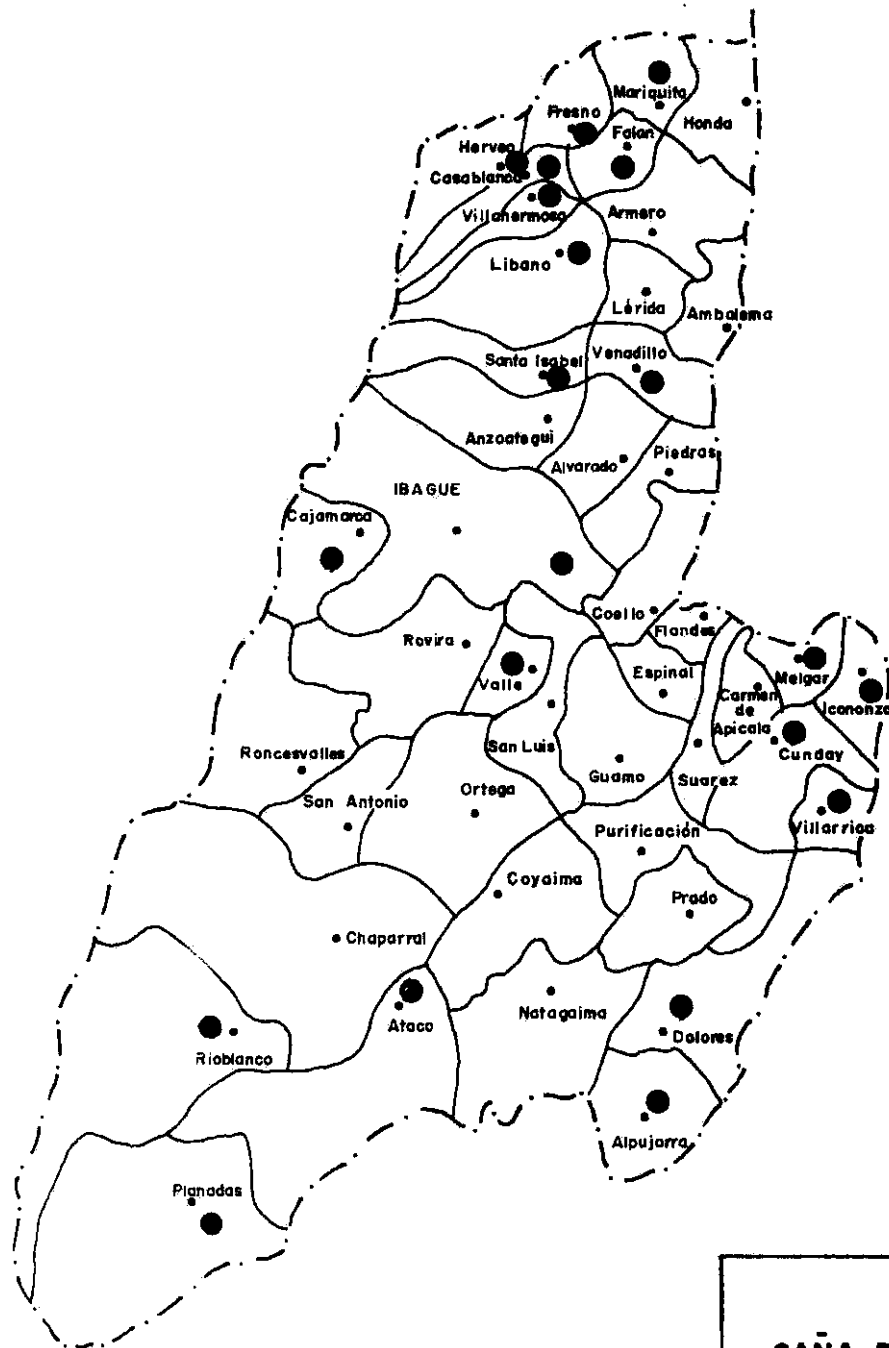 Mariquita
Honda
Fresno
Falan
Herveo
Casablanca
Villahermosa
Armero
Libano
Lérida
Ambalema
Santa Isabel
Venadillo
Anzoategui
Alvarado
Piedras
IBAGUE
Cajamarca
Coello
Flandes
Rovira
Espinal
Melgar
Valle
Carmen
de
Apicala
Icononzo
San Luis
Cunday
Roncesvalles
Guamo
Suarez
San Antonio
Ortega
Purificación
Villarrica
Coyaima
Prado
Chaparral
Natagaima
Ataco
Dolores
Rioblanco
Alpujarra
Planadas
CAÑA